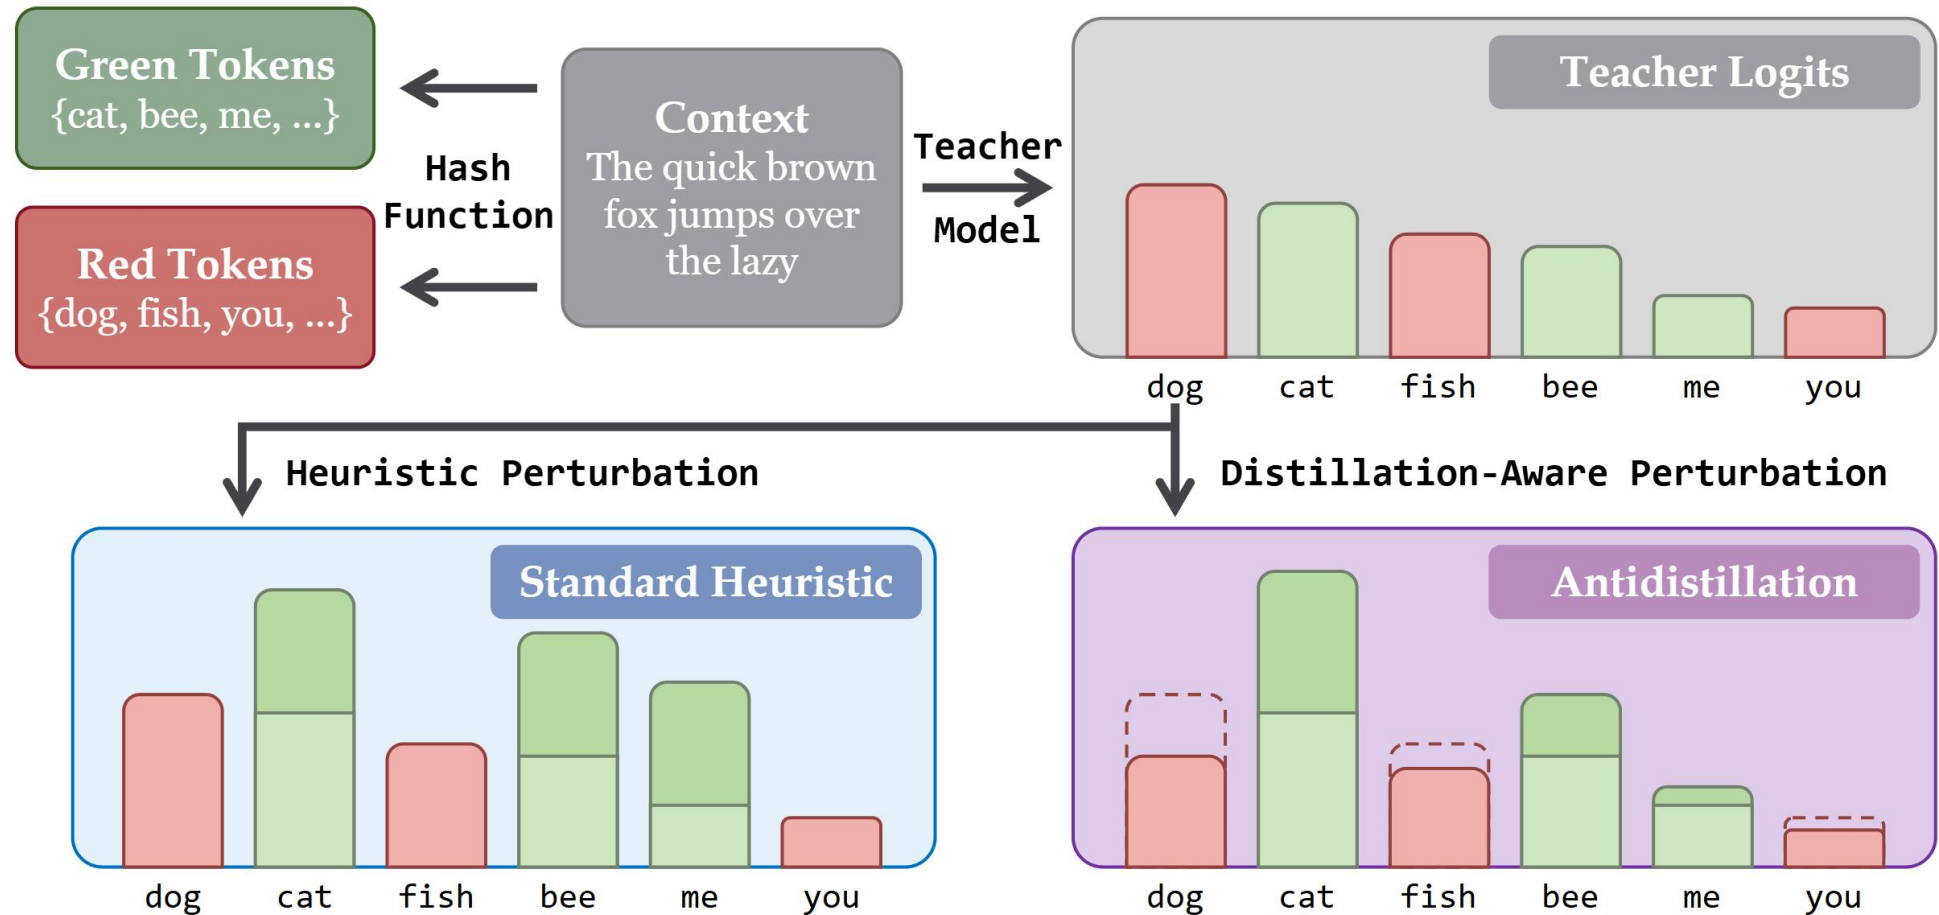 Green Tokens
{cat, bee, me, ...}
Red Tokens
{dog, fish, you, ...}
Hash
Function
Context
The quick brown
fox jumps over
the lazy
Teacher
Model
Teacher Logits
dog cat fish bee me you
Heuristic Perturbation
Distillation-Aware Perturbation
Standard Heuristic
dog cat fish bee me you
Antidistillation
dog cat fish bee me you